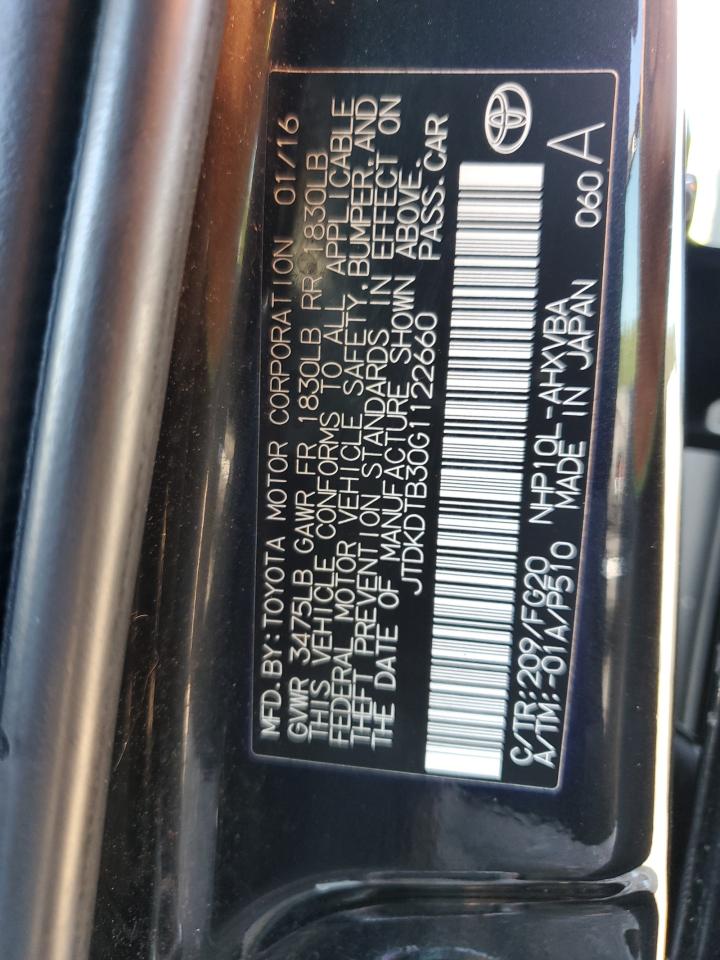 MFD. BY: TOYOTA MOTOR CORPORATION 01/16
GVWR 3475LB GAWR FR 1830LB RR 1830LB
THIS VEHICLE CONFORMS TO ALL APPLICABLE
FEDERAL MOTOR VEHICLE SAFETY, BUMPER, AND
THEFT PREVENTION STANDARDS IN EFFECT ON
THE DATE OF MANUFACTURE SHOWN ABOVE.
JTDKDTB30G1122660 PASS. CAR
C/TR: 209/FG20 NHP10L-AHXVBA 060 A
A/TM: -01A/P510 MADE IN JAPAN